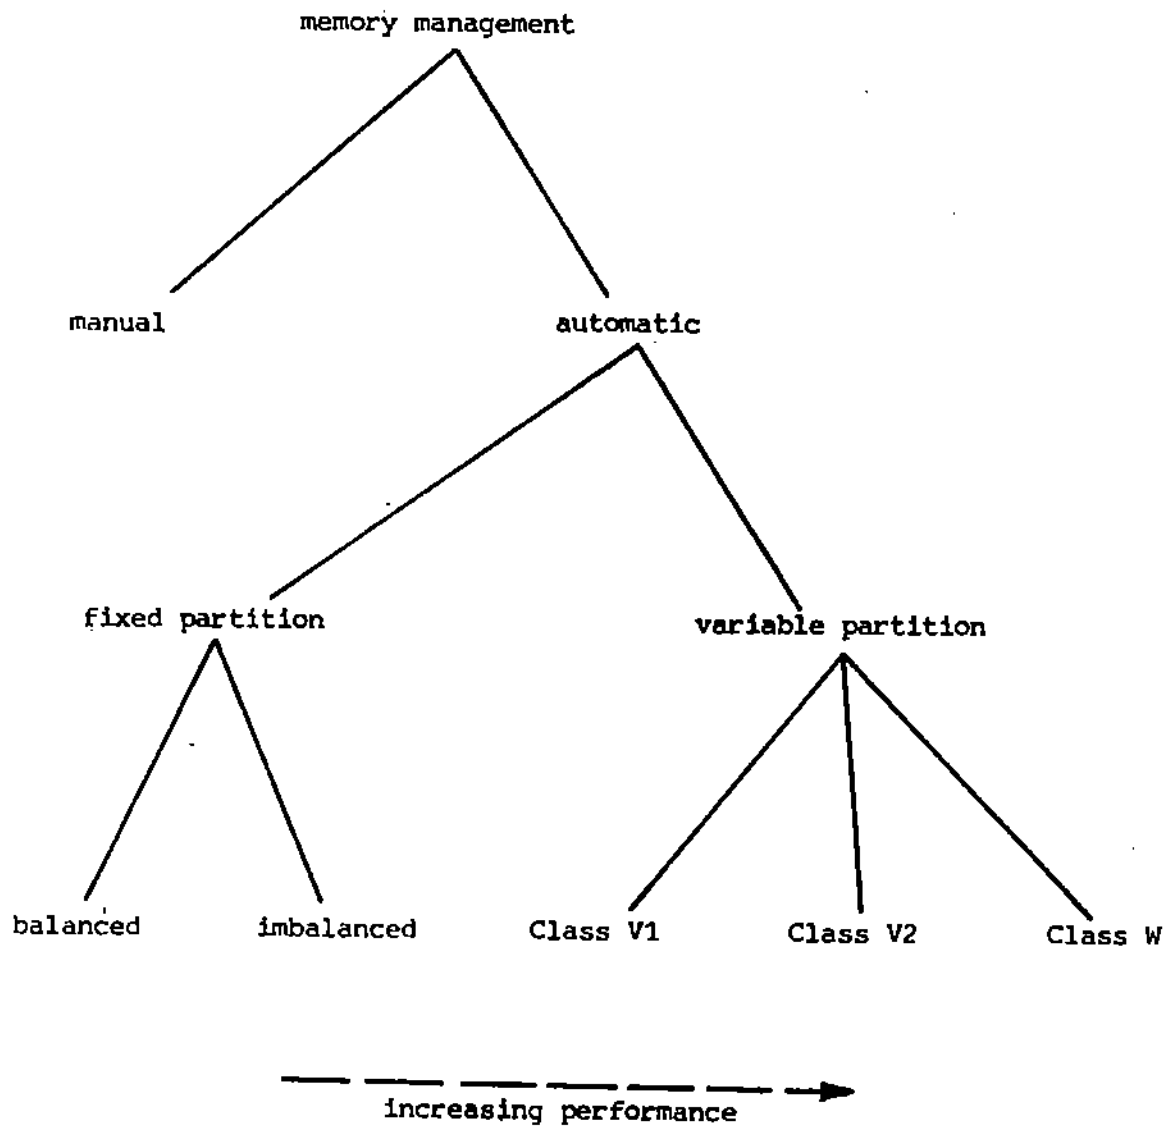 memory management
manual
automatic
fixed partition
variable partition
balanced
imbalanced
Class V1
Class V2
Class W
increasing performance